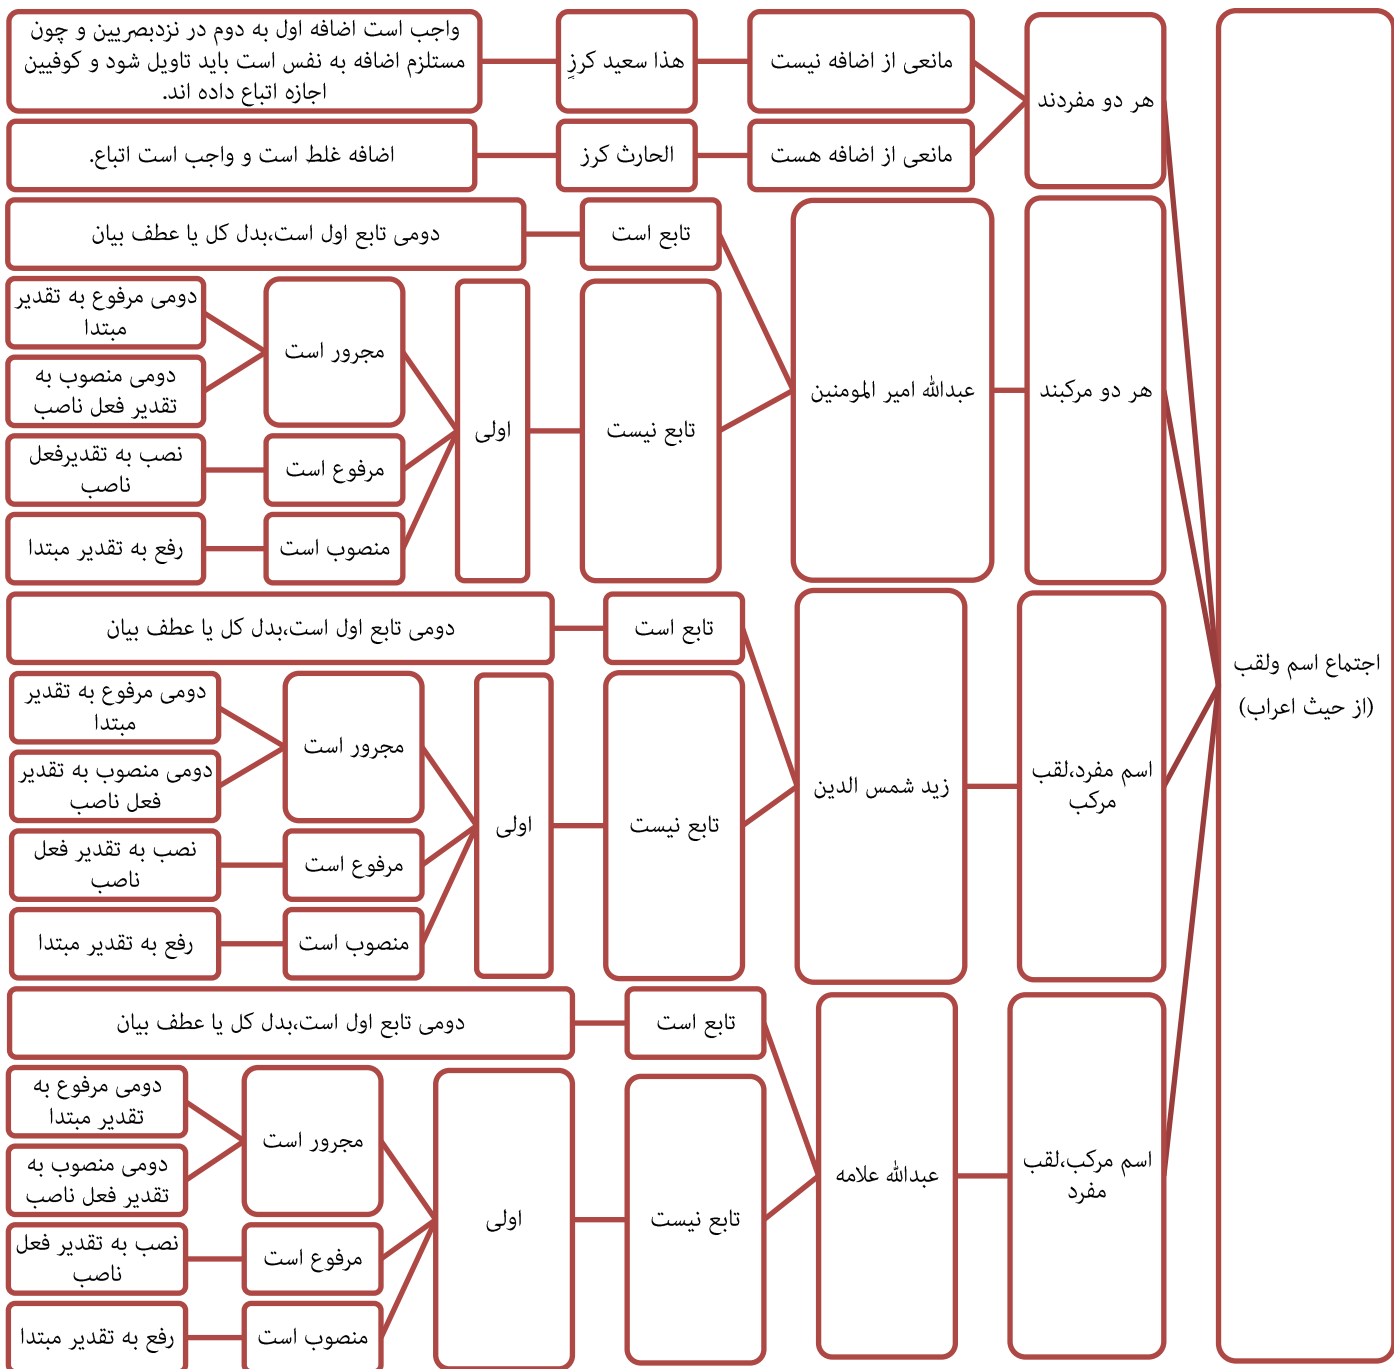 اجتماع اسم ولقب
(از حیث اعراب)
هر دو مفردند
مانعی از اضافه نیست
هذا سعید کرزٍ
واجب است اضافه اول به دوم در نزدبصریین و چون
مستلزم اضافه به نفس است باید تاویل شود و کوفیین
اجازه اتباع داده اند.
مانعی از اضافه هست
الحارث کرز
اضافه غلط است و واجب است اتباع.
هر دو مرکبند
عبدالله امیر المومنین
تابع است
دومی تابع اول است،بدل کل یا عطف بیان
تابع نیست
اولی
مجرور است
دومی مرفوع به تقدیر
مبتدا
دومی منصوب به
تقدیر فعل ناصب
مرفوع است
نصب به تقدیرفعل
ناصب
منصوب است
رفع به تقدیر مبتدا
اسم مفرد،لقب
مرکب
زید شمس الدین
تابع است
دومی تابع اول است،بدل کل یا عطف بیان
تابع نیست
اولی
مجرور است
دومی مرفوع به تقدیر
مبتدا
دومی منصوب به تقدیر
فعل ناصب
مرفوع است
نصب به تقدیر فعل
ناصب
منصوب است
رفع به تقدیر مبتدا
اسم مرکب،لقب
مفرد
عبدالله علامه
تابع است
دومی تابع اول است،بدل کل یا عطف بیان
تابع نیست
اولی
مجرور است
دومی مرفوع به
تقدیر مبتدا
دومی منصوب به
تقدیر فعل ناصب
مرفوع است
نصب به تقدیر فعل
ناصب
منصوب است
رفع به تقدیر مبتدا